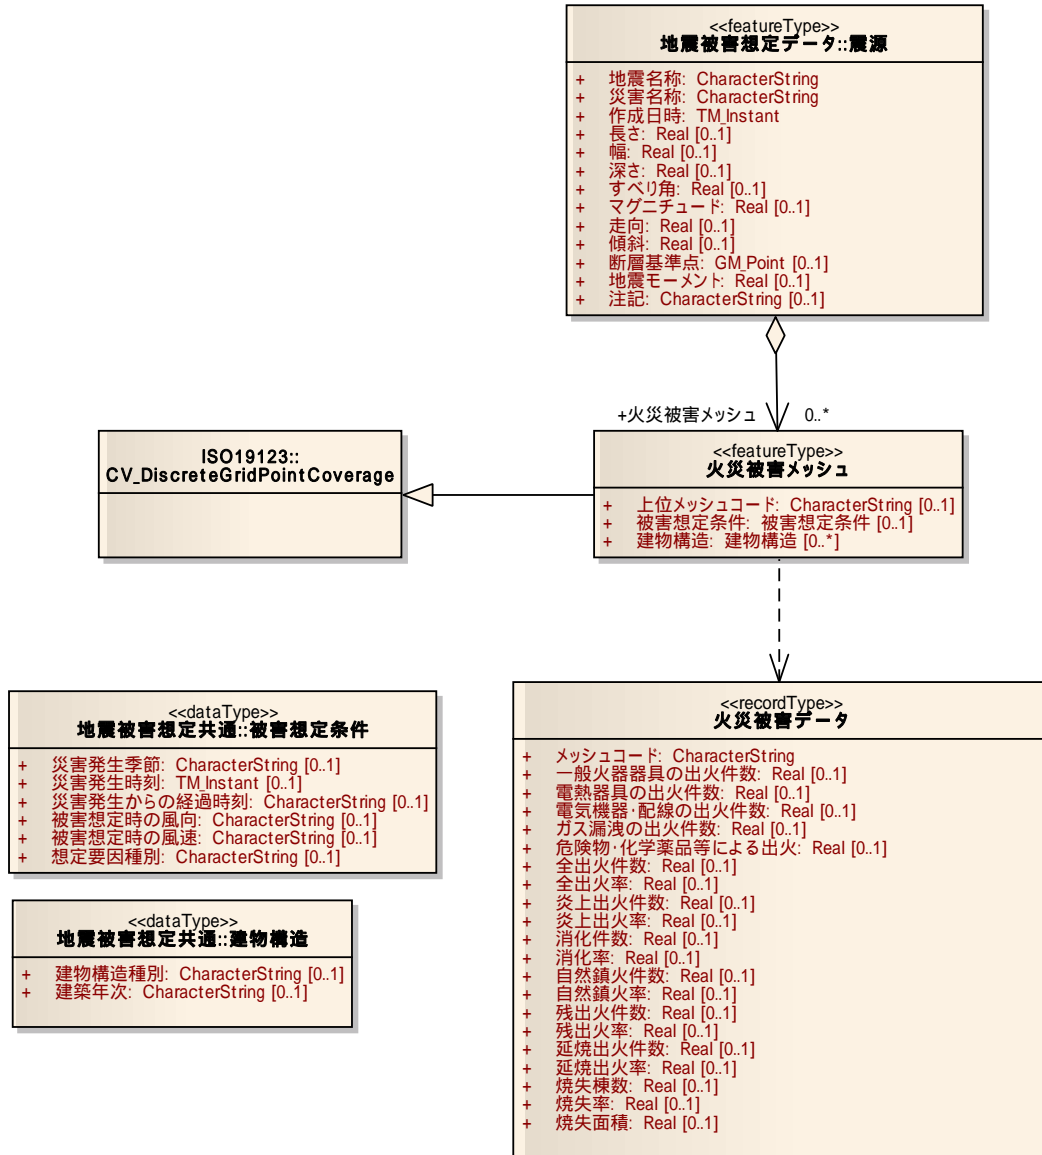 <<featureType>>
地震被害想定データ::震源
+ 地震名称: CharacterString
+ 災害名称: CharacterString
+ 作成日時: TM_Instant
+ 長さ: Real [0..1]
+ 幅: Real [0..1]
+ 深さ: Real [0..1]
+ すべり角: Real [0..1]
+ マグニチュード: Real [0..1]
+ 走向: Real [0..1]
+ 傾斜: Real [0..1]
+ 断層基準点: GM_Point [0..1]
+ 地震モーメント: Real [0..1]
+ 注記: CharacterString [0..1]
+火災被害メッシュ 0..*
ISO19123::
CV_DiscreteGridPointCoverage
<<featureType>>
火災被害メッシュ
+ 上位メッシュコード: CharacterString [0..1]
+ 被害想定条件: 被害想定条件 [0..1]
+ 建物構造: 建物構造 [0..*]
<<dataType>>
地震被害想定共通::被害想定条件
+ 災害発生季節: CharacterString [0..1]
+ 災害発生時刻: TM_Instant [0..1]
+ 災害発生からの経過時刻: CharacterString [0..1]
+ 被害想定時の風向: CharacterString [0..1]
+ 被害想定時の風速: CharacterString [0..1]
+ 想定要因種別: CharacterString [0..1]
<<dataType>>
地震被害想定共通::建物構造
+ 建物構造種別: CharacterString [0..1]
+ 建築年次: CharacterString [0..1]
<<recordType>>
火災被害データ
+ メッシュコード: CharacterString
+ 一般火器器具の出火件数: Real [0..1]
+ 電熱器具の出火件数: Real [0..1]
+ 電気機器・配線の出火件数: Real [0..1]
+ ガス漏洩の出火件数: Real [0..1]
+ 危険物・化学薬品等による出火: Real [0..1]
+ 全出火件数: Real [0..1]
+ 全出火率: Real [0..1]
+ 炎上出火件数: Real [0..1]
+ 炎上出火率: Real [0..1]
+ 消化件数: Real [0..1]
+ 消化率: Real [0..1]
+ 自然鎮火件数: Real [0..1]
+ 自然鎮火率: Real [0..1]
+ 残出火件数: Real [0..1]
+ 残出火率: Real [0..1]
+ 延焼出火件数: Real [0..1]
+ 延焼出火率: Real [0..1]
+ 焼失棟数: Real [0..1]
+ 焼失率: Real [0..1]
+ 焼失面積: Real [0..1]